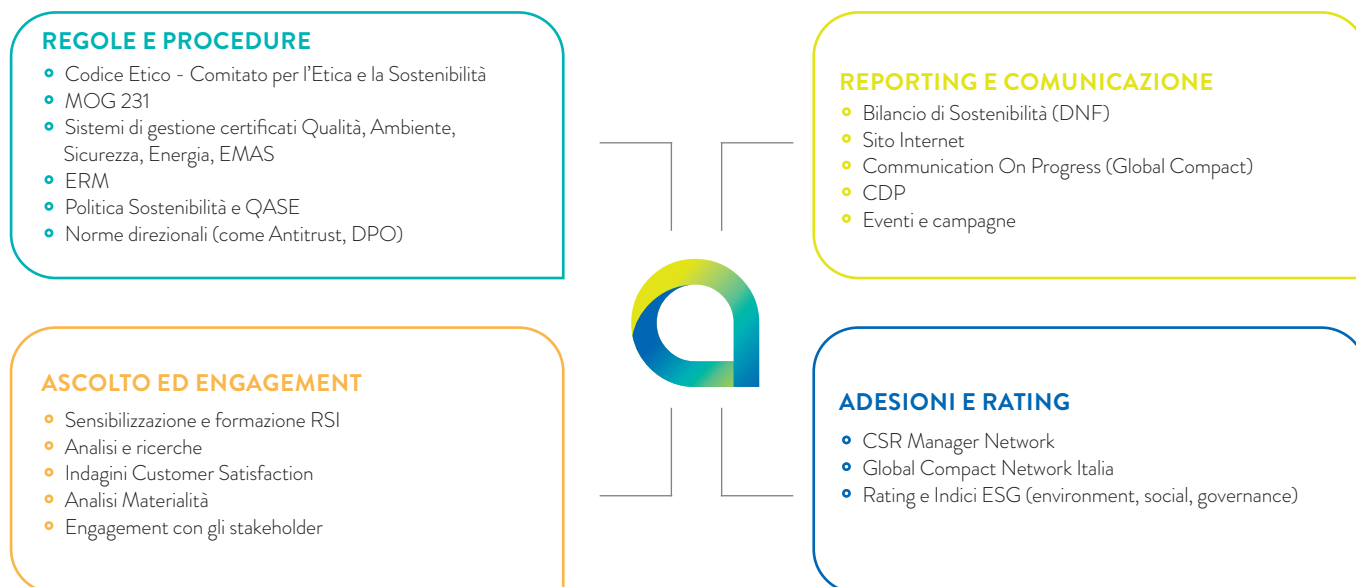 REGOLE E PROCEDURE
Codice Etico - Comitato per l'Etica e la Sostenibilità
MOG 231
Sistemi di gestione certificati Qualità, Ambiente,
Sicurezza, Energia, EMAS
ERM
Politica Sostenibilità e QASE
Norme direzionali (come Antitrust, DPO)
REPORTING E COMUNICAZIONE
Bilancio di Sostenibilità (DNF)
Sito Internet
Communication On Progress (Global Compact)
CDP
Eventi e campagne
ASCOLTO ED ENGAGEMENT
Sensibilizzazione e formazione RSI
Analisi e ricerche
Indagini Customer Satisfaction
Analisi Materialità
Engagement con gli stakeholder
ADESIONI E RATING
CSR Manager Network
Global Compact Network Italia
Rating e Indici ESG (environment, social, governance)